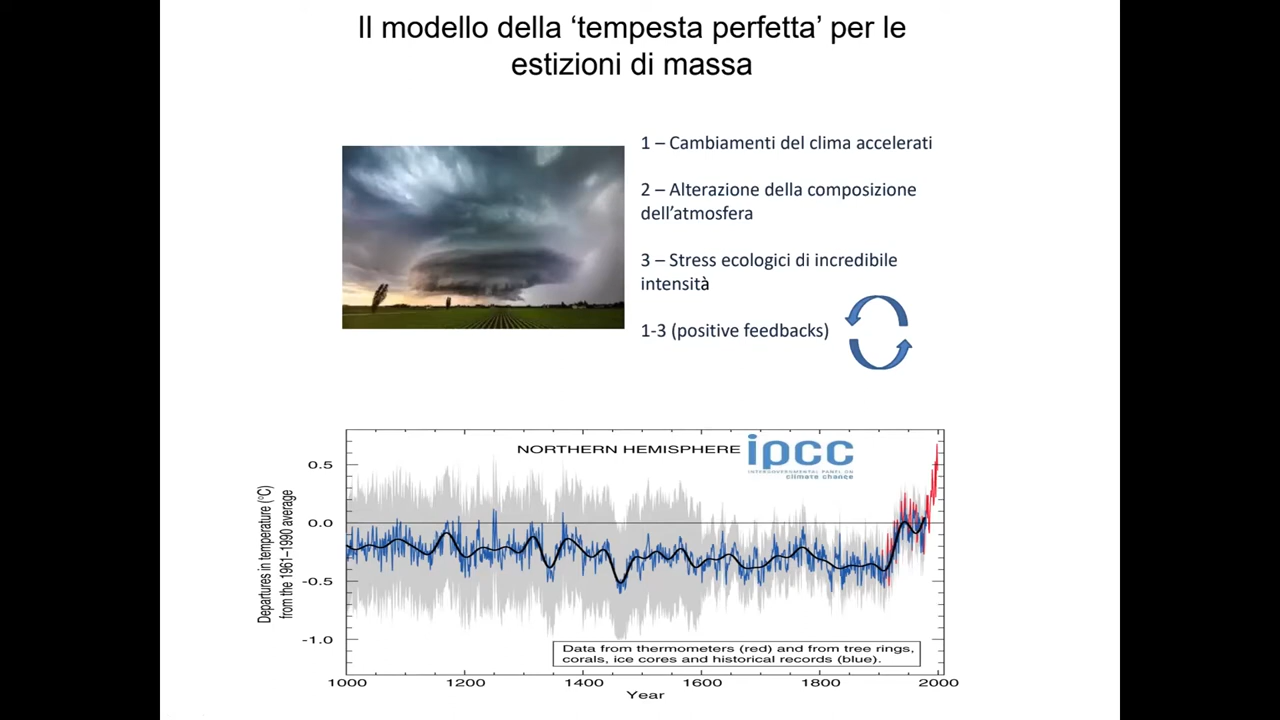 Il modello della ‘tempesta perfetta’ per le
estizioni di massa
1 – Cambiamenti del clima accelerati
2 – Alterazione della composizione
dell’atmosfera
3 – Stress ecologici di incredibile
intensità
1-3 (positive feedbacks)
NORTHERN HEMISPHERE
ipcc
INTERGOVERNMENTAL PANEL ON
climate change
Departures in temperature (°C)
from the 1961–1990 average
0.5
0.0
-0.5
-1.0
Data from thermometers (red) and from tree rings,
corals, ice cores and historical records (blue).
1000 1200 1400 1600 1800 2000
Year